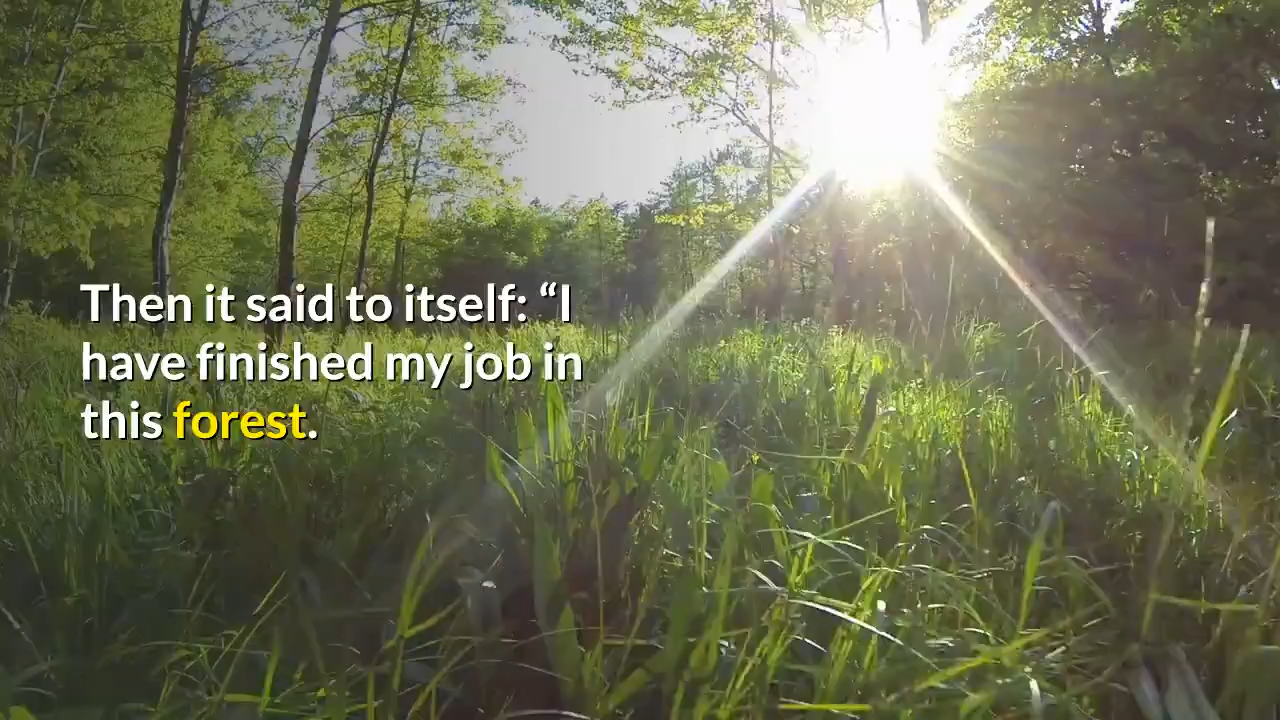 Then it said to itself: “I
have finished my job in
this forest.